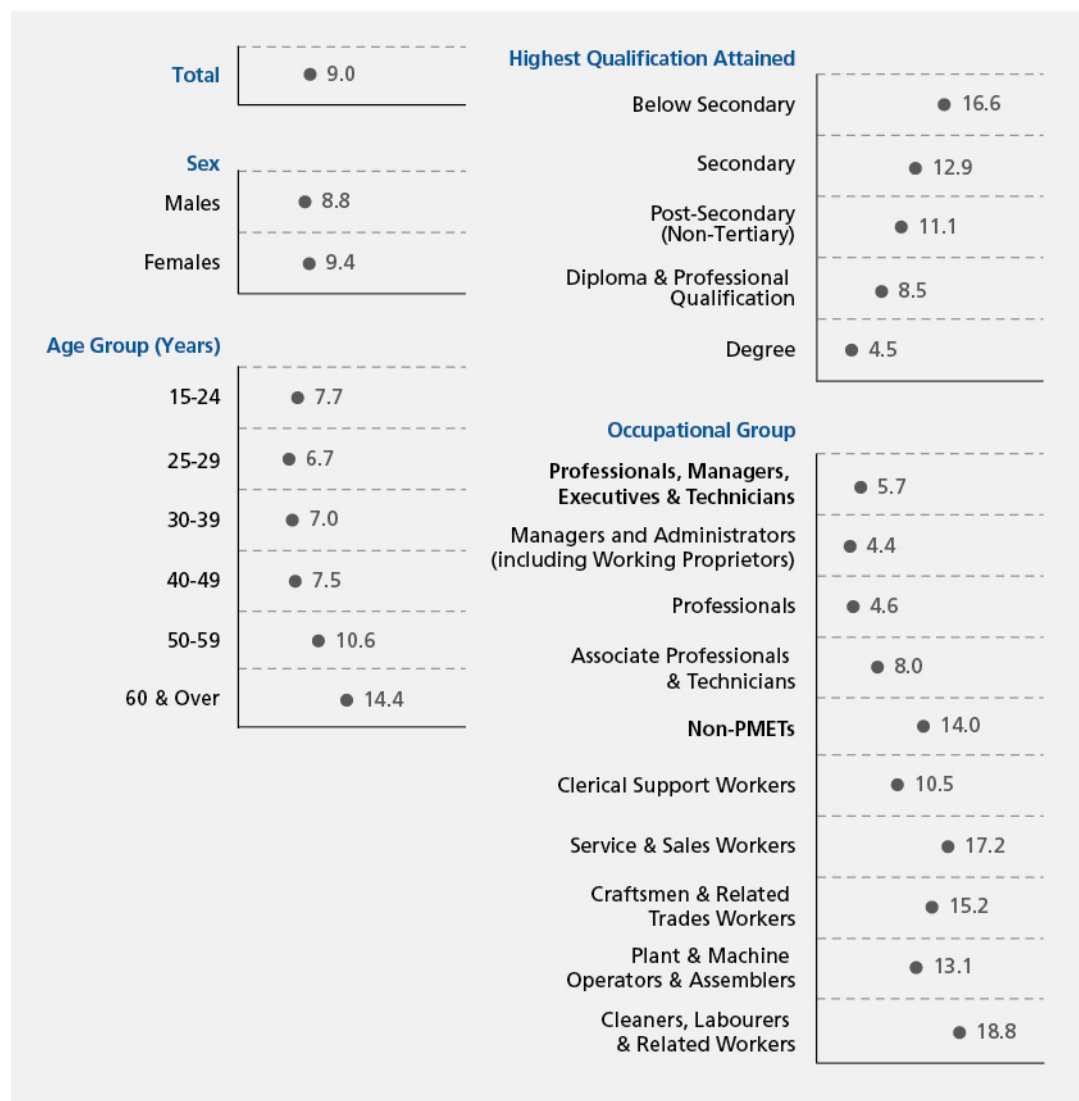 Total
9.0
Sex
Males
8.8
Females
9.4
Age Group (Years)
15-24
7.7
25-29
6.7
30-39
7.0
40-49
7.5
50-59
10.6
60 & Over
14.4
Highest Qualification Attained
Below Secondary
16.6
Secondary
12.9
Post-Secondary
(Non-Tertiary)
11.1
Diploma & Professional
Qualification
8.5
Degree
4.5
Occupational Group
Professionals, Managers,
Executives & Technicians
5.7
Managers and Administrators
(including Working Proprietors)
4.4
Professionals
4.6
Associate Professionals
& Technicians
8.0
Non-PMETs
14.0
Clerical Support Workers
10.5
Service & Sales Workers
17.2
Craftsmen & Related
Trades Workers
15.2
Plant & Machine
Operators & Assemblers
13.1
Cleaners, Labourers
& Related Workers
18.8